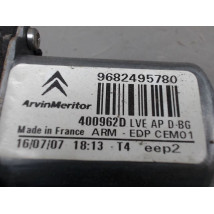 9682495780
ArvinMeritor
400962D LVE AP D-BG
Made in France ARM - EDP CEM01
16/07/07 18:13 T4 eep2